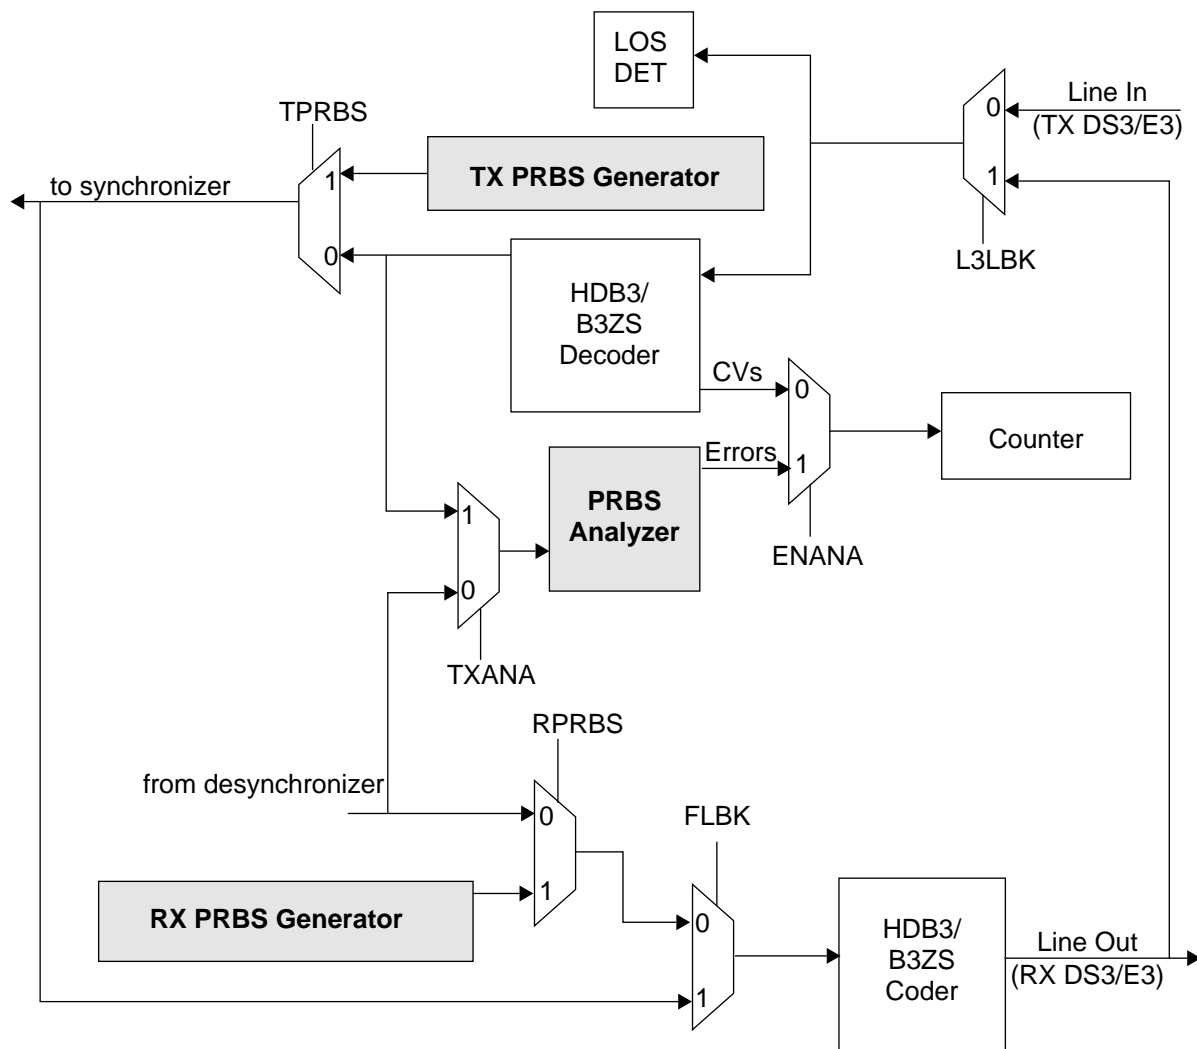 LOS
DET
Line In
(TX DS3/E3)
0
1
L3LBK
TPRBS
TX PRBS Generator
1
0
to synchronizer
HDB3/
B3ZS
Decoder
CVs
0
Errors
1
ENANA
Counter
PRBS
Analyzer
1
0
TXANA
RPRBS
from desynchronizer
0
1
FLBK
RX PRBS Generator
0
1
HDB3/
B3ZS
Coder
Line Out
(RX DS3/E3)